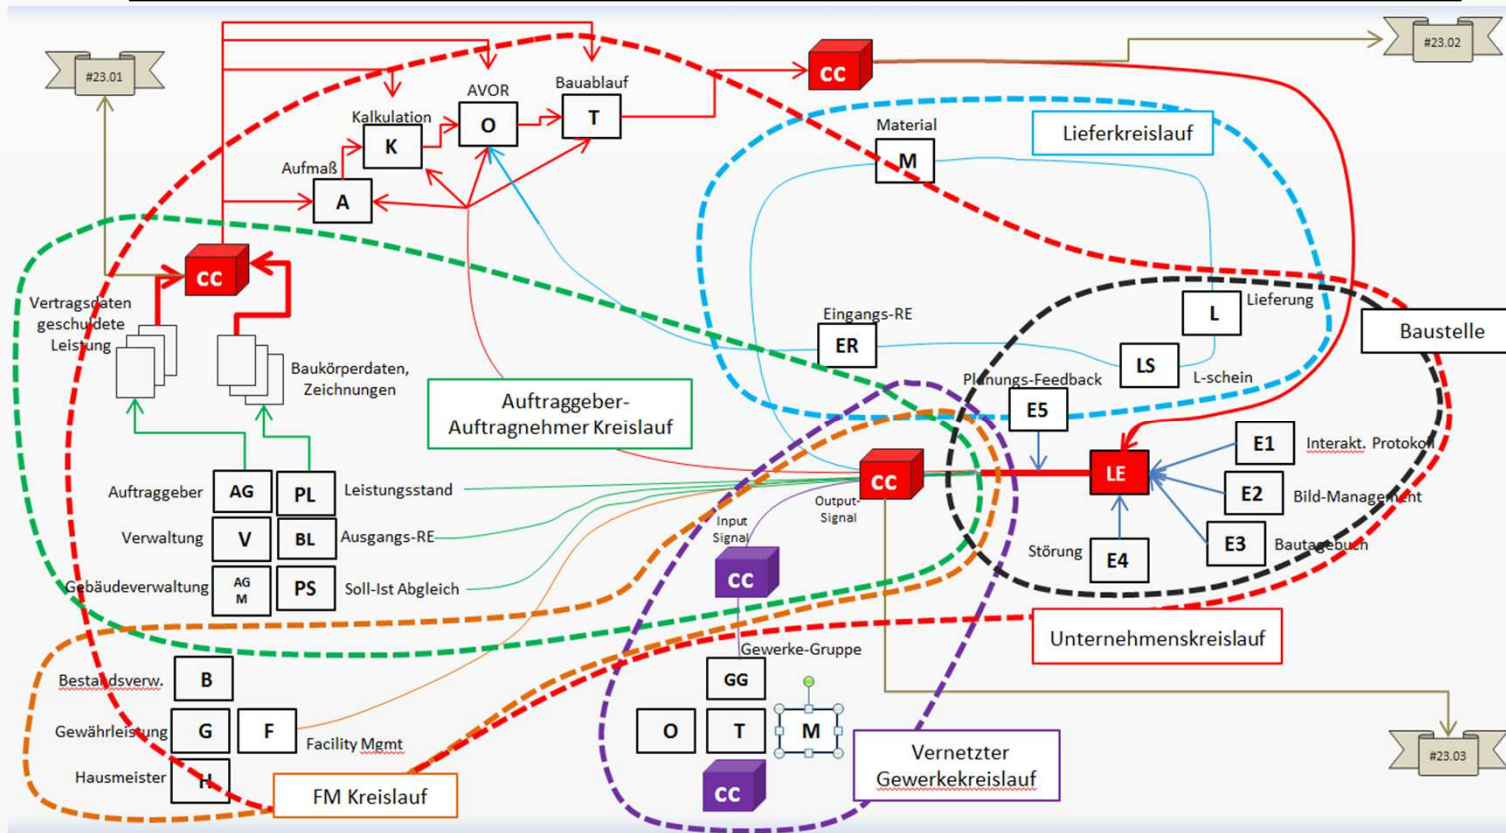 #23.01
#23.02
CC
Bauablauf
T
AVOR
O
Kalkulation
K
Aufmaß
A
Material
M
Lieferkreislauf
CC
Vertragsdaten
geschuldete
Leistung
Baukörperdaten,
Zeichnungen
Auftraggeber-
Auftragnehmer Kreislauf
Eingangs-RE
ER
L
Lieferung
LS
L-schein
Baustelle
Planungs-Feedback
E5
LE
E1
Interakt. Protokoll
E2
Bild-Management
E3
Bautagebuch
Störung
E4
CC
Output-
Signal
Input
Signal
CC
Auftraggeber
AG
PL
Leistungsstand
Verwaltung
V
BL
Ausgangs-RE
Gebäudeverwaltung
AG
M
PS
Soll-Ist Abgleich
Unternehmenskreislauf
Gewerke-Gruppe
GG
O
T
M
CC
Vernetzter
Gewerkekreislauf
Bestandsverw.
B
Gewährleistung
G
F
Facility Mgmt
Hausmeister
H
FM Kreislauf
#23.03